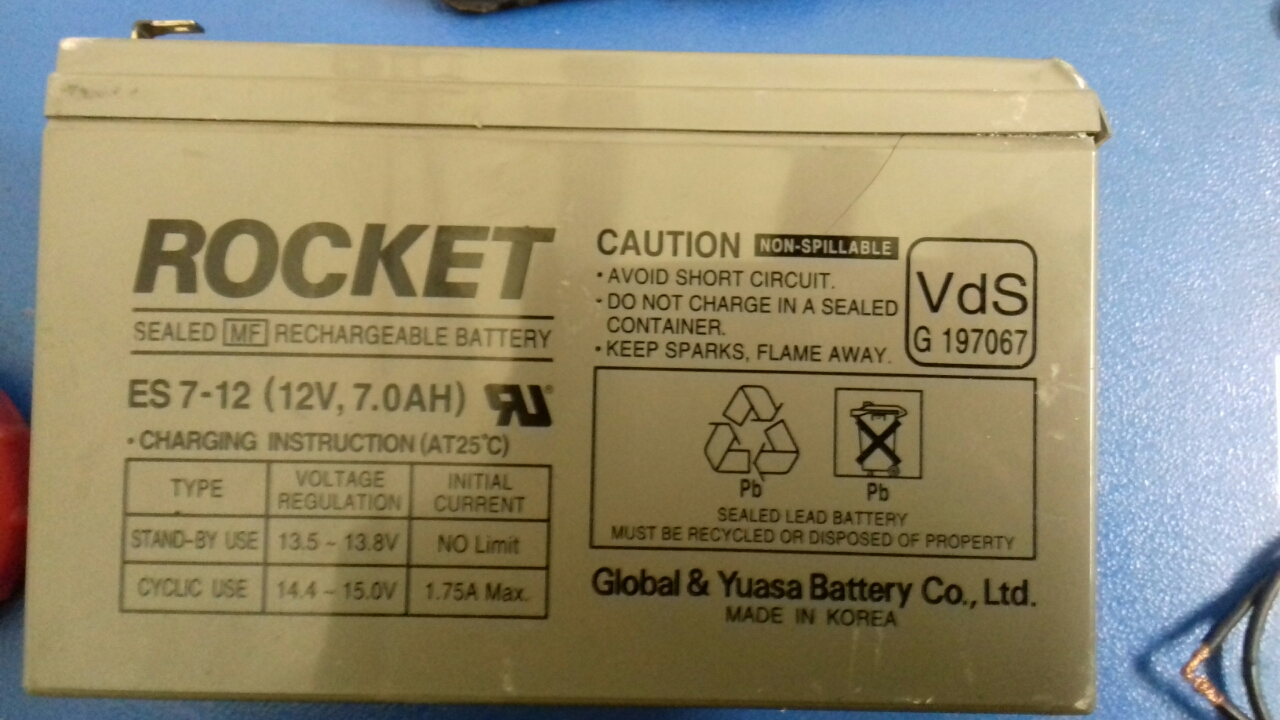 ROCKET
SEALED MF RECHARGEABLE BATTERY
ES 7-12 (12V, 7.0AH)
• CHARGING INSTRUCTION (AT25℃)
TYPE VOLTAGE REGULATION INITIAL CURRENT
STAND-BY USE 13.5 ~ 13.8V NO Limit
CYCLIC USE 14.4 ~ 15.0V 1.75A Max.
CAUTION NON-SPILLABLE
• AVOID SHORT CIRCUIT.
• DO NOT CHARGE IN A SEALED
CONTAINER.
• KEEP SPARKS, FLAME AWAY.
VdS
G 197067
Pb Pb
SEALED LEAD BATTERY
MUST BE RECYCLED OR DISPOSED OF PROPERTY
Global & Yuasa Battery Co., Ltd.
MADE IN KOREA